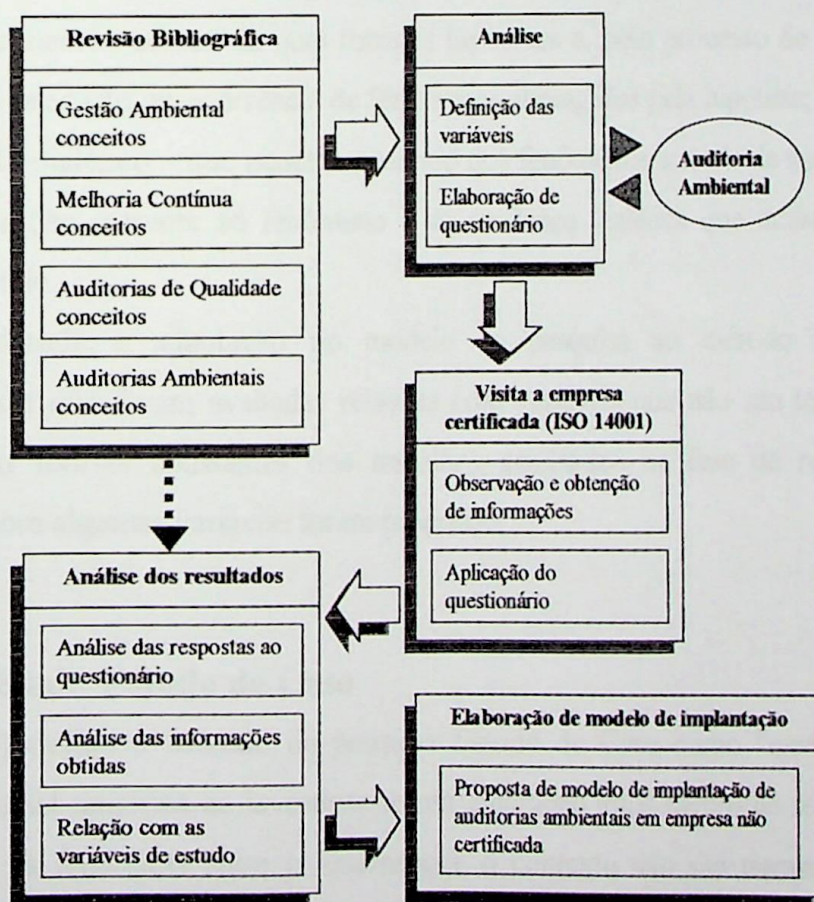 Revisão Bibliográfica
Gestão Ambiental
conceitos
Melhoria Contínua
conceitos
Auditorias de Qualidade
conceitos
Auditorias Ambientais
conceitos
Análise
Definição das
variáveis
Elaboração de
questionário
Auditoria
Ambiental
Visita a empresa
certificada (ISO 14001)
Observação e obtenção
de informações
Aplicação do
questionário
Análise dos resultados
Análise das respostas ao
questionário
Análise das informações
obtidas
Relação com as
variáveis de estudo
Elaboração de modelo de implantação
Proposta de modelo de implantação de
auditorias ambientais em empresa não
certificada